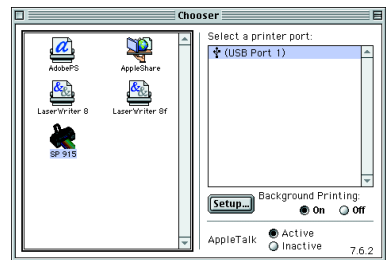 Chooser
AdobePS
AppleShare
LaserWriter 8
LaserWriter 8f
SP 915
Select a printer port:
(USB Port 1)
Setup...
Background Printing:
On
Off
AppleTalk
Active
Inactive
7.6.2